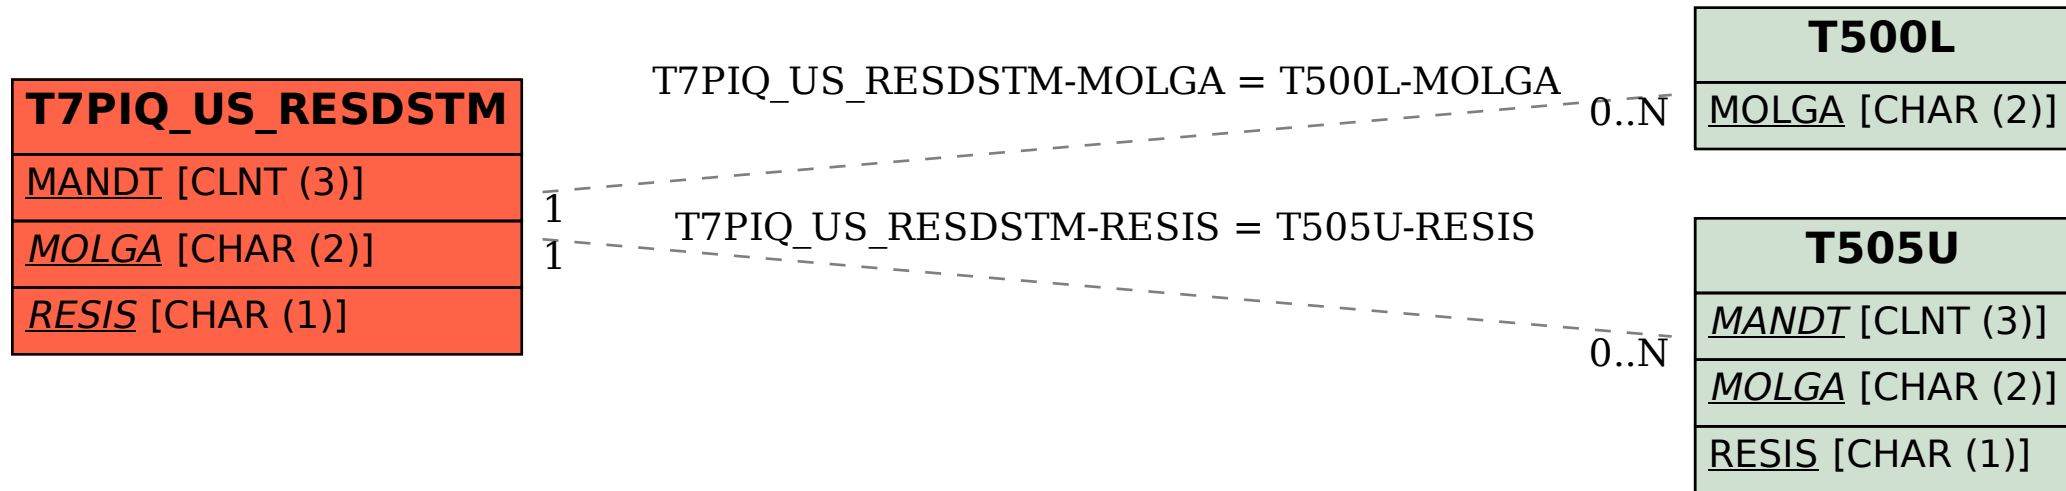 T7PIQ_US_RESDSTM
MANDT [CLNT (3)]
MOLGA [CHAR (2)]
RESIS [CHAR (1)]
T7PIQ_US_RESDSTM-MOLGA = T500L-MOLGA
0..N
1
T7PIQ_US_RESDSTM-RESIS = T505U-RESIS
1
0..N
T500L
MOLGA [CHAR (2)]
T505U
MANDT [CLNT (3)]
MOLGA [CHAR (2)]
RESIS [CHAR (1)]